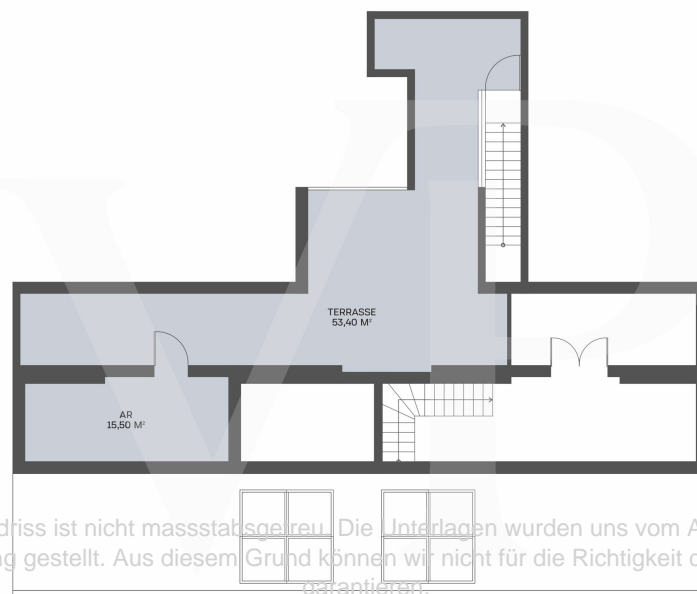 TERRASSE
53,40 M²
AR
15,50 M²
ist nicht massstabsgetreu. Die Unterlagen wurden uns vom
gestellt. Aus diesem Grund können wir nicht für die Richtigkeit
garantieren.